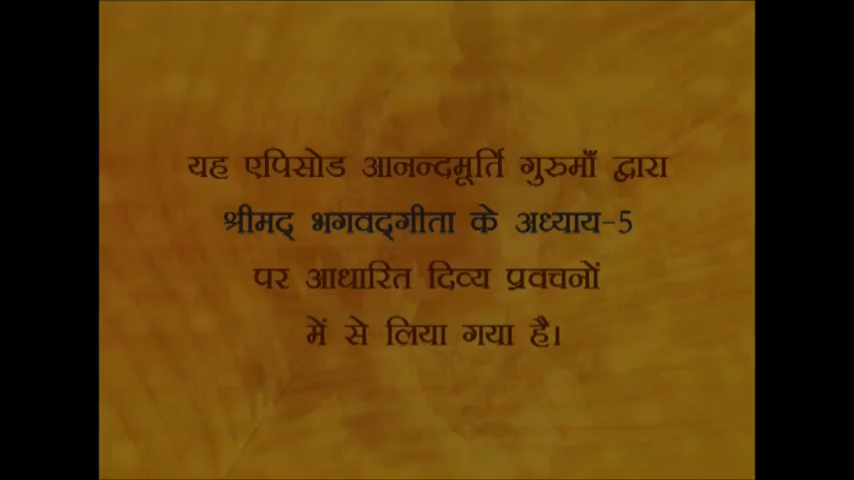 यह एपिसोड आनन्दमूर्ति गुरुमाँ द्वारा
श्रीमद् भगवद्गीता के अध्याय-5
पर आधारित दिव्य प्रवचनों
में से लिया गया है।